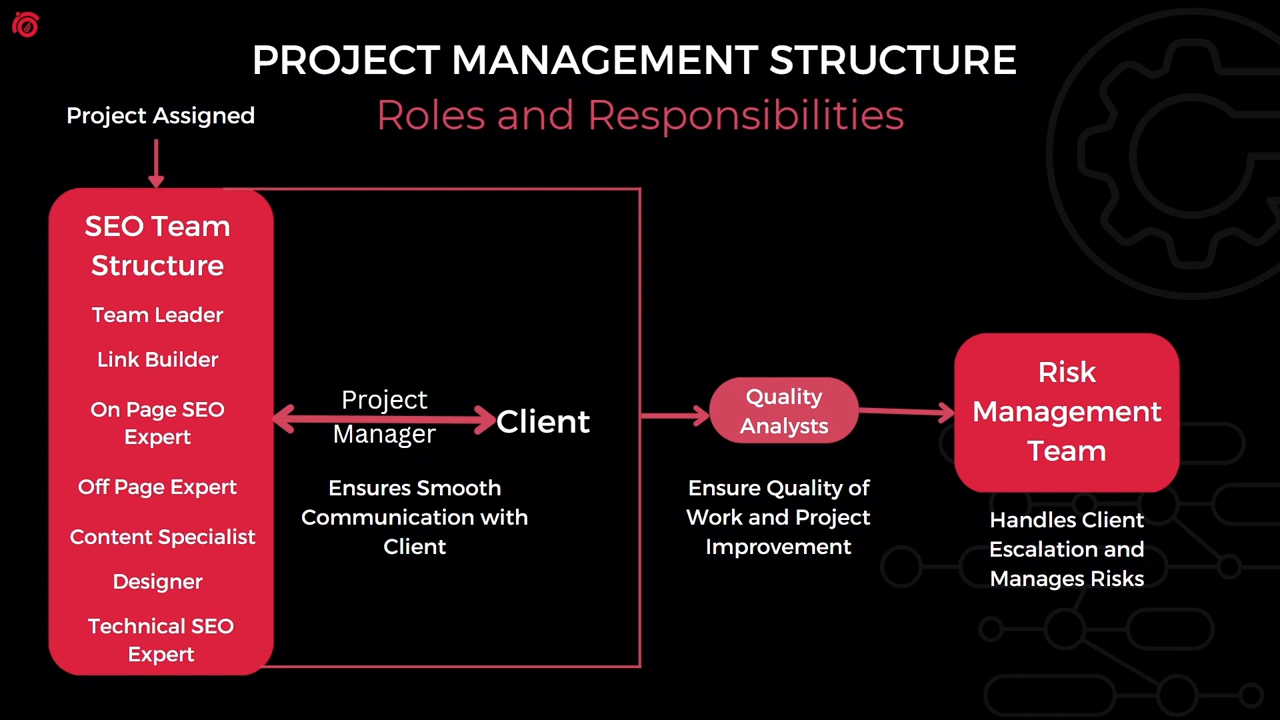 PROJECT MANAGEMENT STRUCTURE
Roles and Responsibilities
Project Assigned
SEO Team
Structure
Team Leader
Link Builder
On Page SEO
Expert
Off Page Expert
Content Specialist
Designer
Technical SEO
Expert
Project
Manager
Client
Ensures Smooth
Communication with
Client
Quality
Analysts
Ensure Quality of
Work and Project
Improvement
Risk
Management
Team
Handles Client
Escalation and
Manages Risks